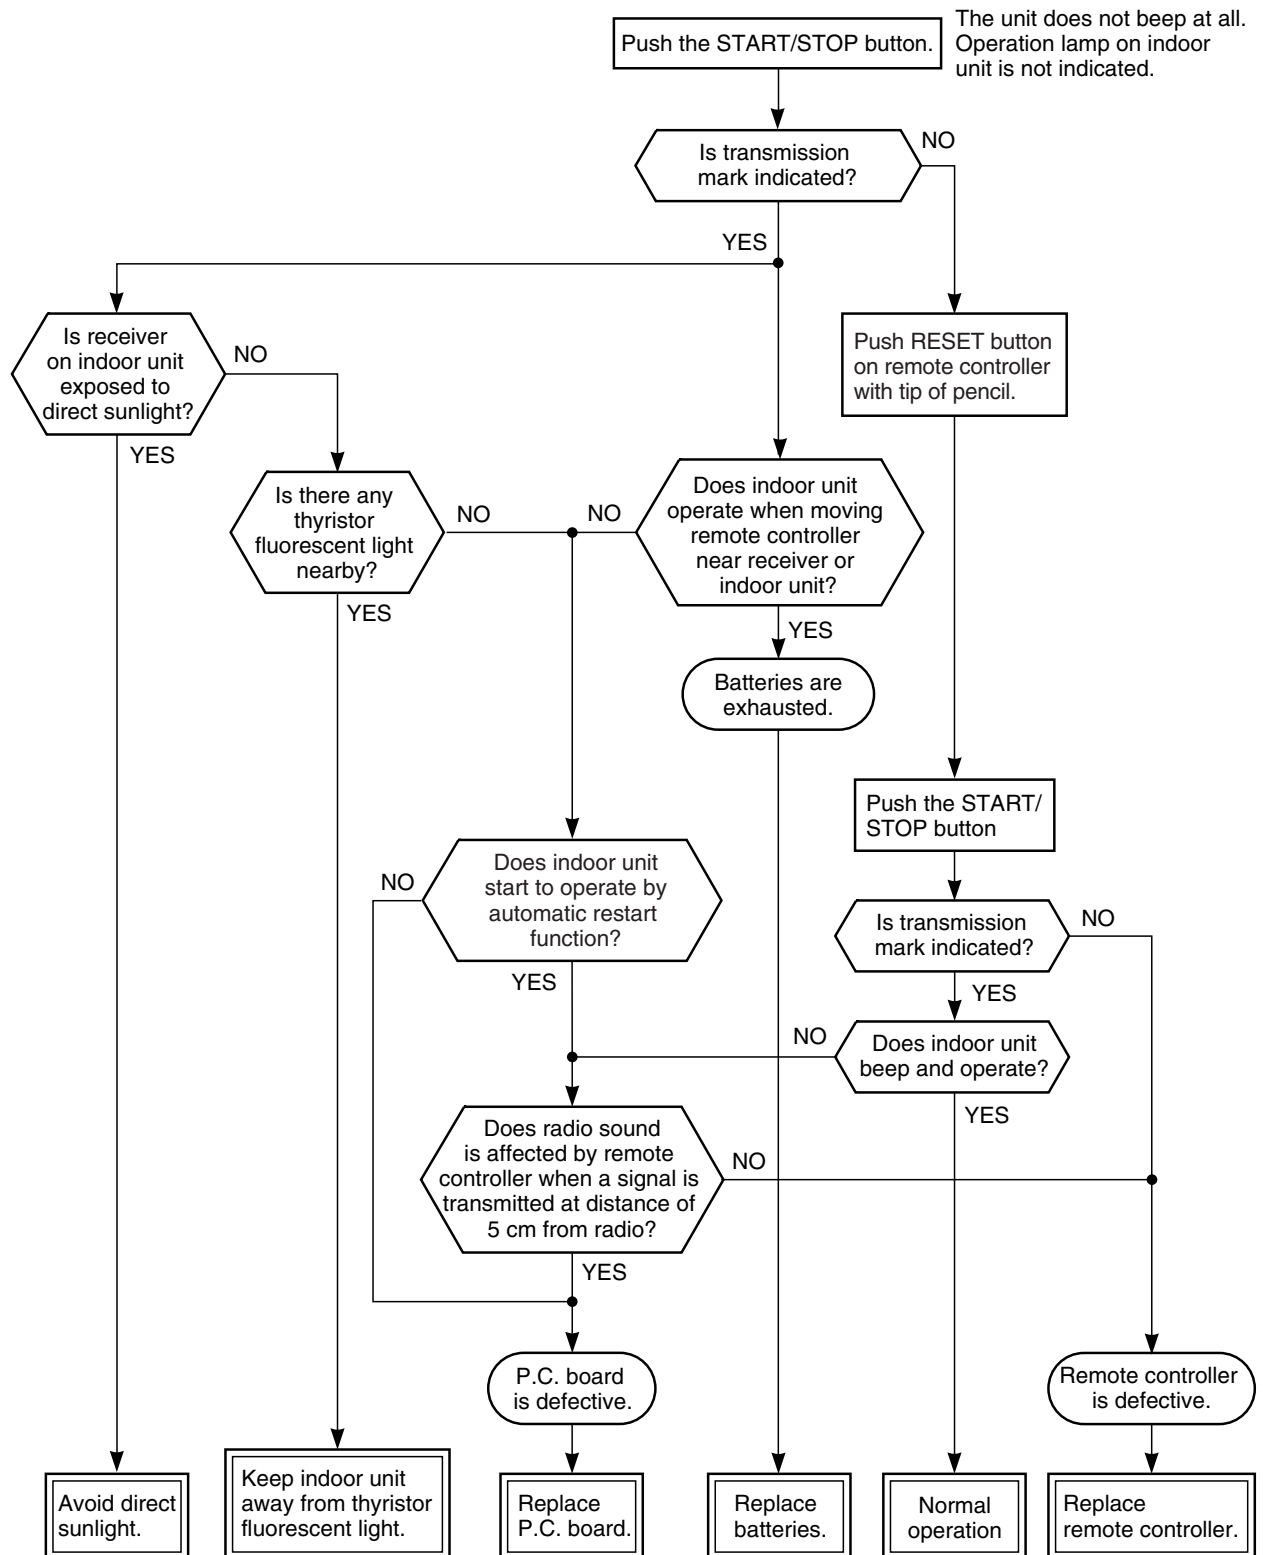 Push the START/STOP button.
The unit does not beep at all.
Operation lamp on indoor
unit is not indicated.
Is transmission
mark indicated?
NO
YES
Is receiver
on indoor unit
exposed to
direct sunlight?
NO
YES
Push RESET button
on remote controller
with tip of pencil.
Is there any
thyristor
fluorescent light
nearby?
NO
YES
Does indoor unit
operate when moving
remote controller
near receiver or
indoor unit?
NO
YES
Batteries are
exhausted.
Push the START/
STOP button
Does indoor unit
start to operate by
automatic restart
function?
NO
YES
Is transmission
mark indicated?
NO
YES
Does indoor unit
beep and operate?
NO
YES
Does radio sound
is affected by remote
controller when a signal is
transmitted at distance of
5 cm from radio?
NO
YES
P.C. board
is defective.
Remote controller
is defective.
Avoid direct
sunlight.
Keep indoor unit
away from thyristor
fluorescent light.
Replace
P.C. board.
Replace
batteries.
Normal
operation
Replace
remote controller.